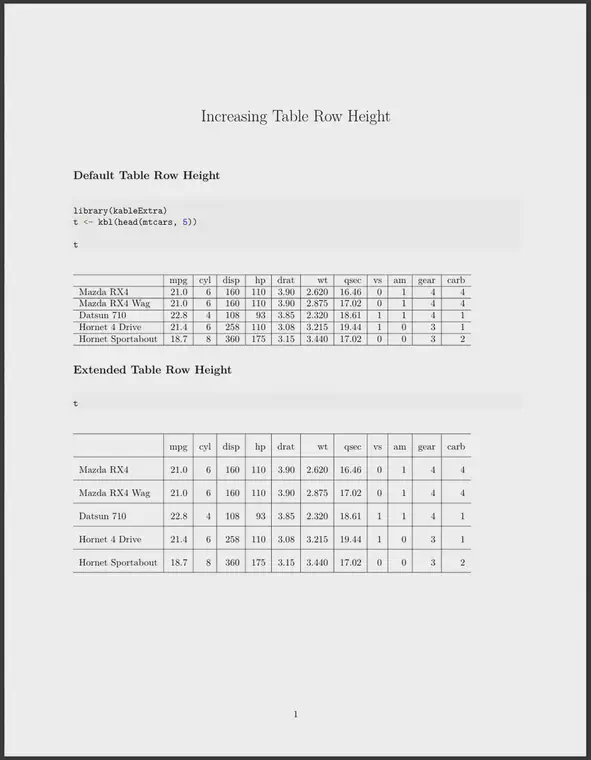 Increasing Table Row Height
Default Table Row Height
library(kableExtra)
t <- kbl(head(mtcars, 5))
t
mpg cyl disp hp drat wt qsec vs am gear carb
Mazda RX4 21.0 6 160 110 3.90 2.620 16.46 0 1 4 4
Mazda RX4 Wag 21.0 6 160 110 3.90 2.875 17.02 0 1 4 4
Datsun 710 22.8 4 108 93 3.85 2.320 18.61 1 1 4 1
Hornet 4 Drive 21.4 6 258 110 3.08 3.215 19.44 1 0 3 1
Hornet Sportabout 18.7 8 360 175 3.15 3.440 17.02 0 0 3 2
Extended Table Row Height
t
mpg cyl disp hp drat wt qsec vs am gear carb
Mazda RX4 21.0 6 160 110 3.90 2.620 16.46 0 1 4 4
Mazda RX4 Wag 21.0 6 160 110 3.90 2.875 17.02 0 1 4 4
Datsun 710 22.8 4 108 93 3.85 2.320 18.61 1 1 4 1
Hornet 4 Drive 21.4 6 258 110 3.08 3.215 19.44 1 0 3 1
Hornet Sportabout 18.7 8 360 175 3.15 3.440 17.02 0 0 3 2
1